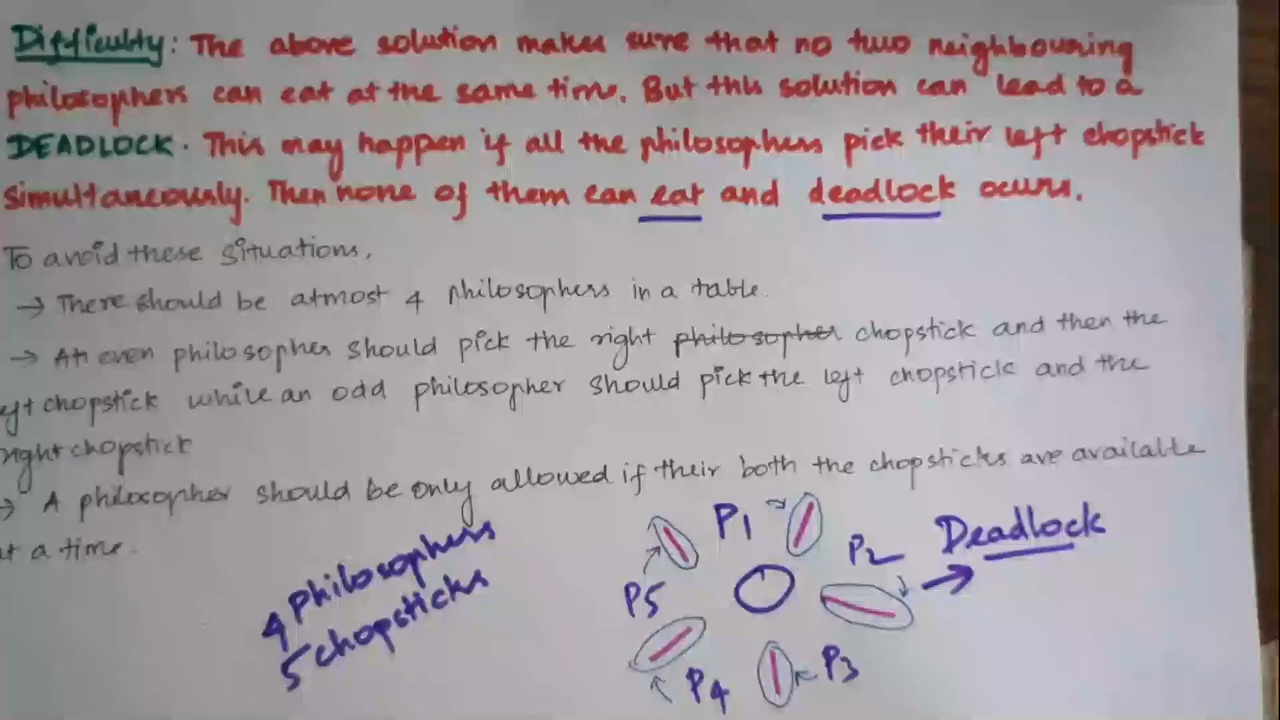 Difficulty: The above solution makes sure that no two neighbouring
philosophers can eat at the same time. But this solution can lead to a
DEADLOCK. This may happen if all the philosophers pick their left chopstick
simultaneously. Then none of them can eat and deadlock ocurs.
To avoid these situations,
→ There should be atmost 4 philosophers in a table.
→ An even philosopher should pick the right philosopher chopstick and then the
eft chopstick while an odd philosopher should pick the left chopstick and the
right chopstick
→ A philosopher should be only allowed if their both the chopsticks are available
at a time.
4 philosophers
5 chopsticks
P1
P2
Deadlock
P5
P3
P4